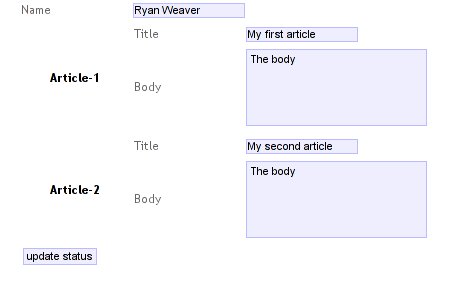 Name Ryan Weaver
Title My first article
Article-1
Body The body
Title My second article
Article-2
Body The body
update status